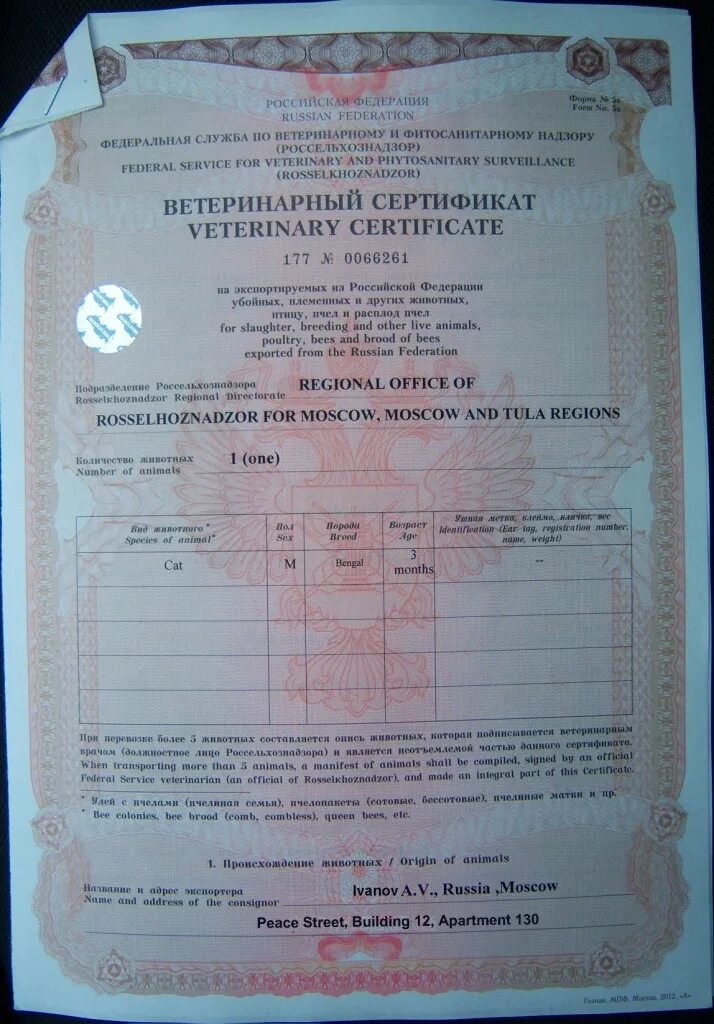 РОССИЙСКАЯ ФЕДЕРАЦИЯ
RUSSIAN FEDERATION
Форма № 5а
Form No. 5a
ФЕДЕРАЛЬНАЯ СЛУЖБА ПО ВЕТЕРИНАРНОМУ И ФИТОСАНИТАРНОМУ НАДЗОРУ
(РОССЕЛЬХОЗНАДЗОР)
FEDERAL SERVICE FOR VETERINARY AND PHYTOSANITARY SURVEILLANCE
(ROSSELKHOZNADZOR)
ВЕТЕРИНАРНЫЙ СЕРТИФИКАТ
VETERINARY CERTIFICATE
177 № 0066261
на экспортируемых из Российской Федерации
убойных, племенных и других животных,
птицу, пчел и расплод пчел
for slaughter, breeding and other live animals,
poultry, bees and brood of bees
exported from the Russian Federation
Подразделение Россельхознадзора
Rosselkhoznadzor Regional Directorate
REGIONAL OFFICE OF
ROSSELHOZNADZOR FOR MOSCOW, MOSCOW AND TULA REGIONS
Количество животных
Number of animals
1 (one)
Вид животного* Пол Порода Возраст Ушная метка, клеймо, кличка, вес
Species of animal* Sex Breed Age Identification (Ear tag, registration number,
name, weight)
Cat M Bengal 3 months --
При перевозке более 5 животных составляется опись животных, которая подписывается ветеринарным
врачом (должностное лицо Россельхознадзора) и является неотъемлемой частью данного сертификата.
When transporting more than 5 animals, a manifest of animals shall be compiled, signed by an official
Federal Service veterinarian (an official of Rosselkhoznadzor), and made an integral part of this Certificate.
* Улей с пчелами (пчелиная семья), пчелопакеты (сотовые, бессотовые), пчелиные матки и пр.
* Bee colonies, bee brood (comb, combless), queen bees, etc.
1. Происхождение животных / Origin of animals
Название и адрес экспортера
Name and address of the consignor
Ivanov A.V., Russia ,Moscow
Peace Street, Building 12, Apartment 130
Гознак, МПФ. Москва, 2012, «А»